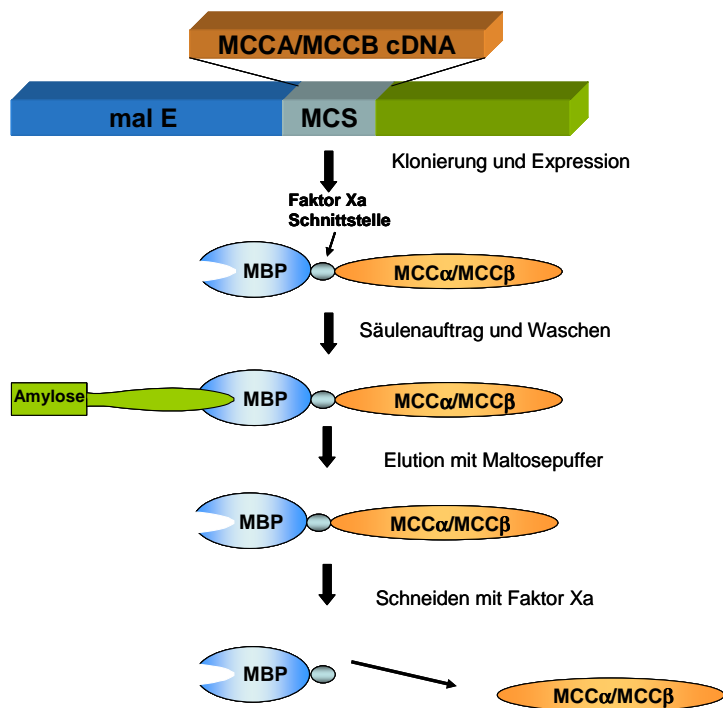 MCCA/MCCB cDNA
mal E
MCS
Klonierung und Expression
Faktor Xa
Schnittstelle
MBP
MCCα/MCCβ
Säulenauftrag und Waschen
Amylose
MBP
MCCα/MCCβ
Elution mit Maltosepuffer
MBP
MCCα/MCCβ
Schneiden mit Faktor Xa
MBP
MCCα/MCCβ